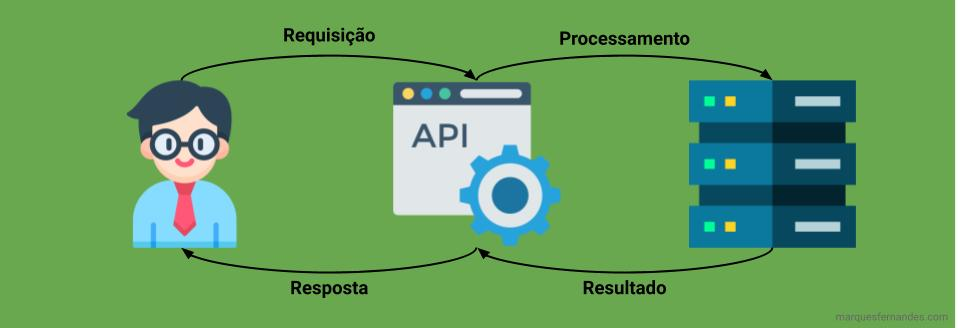 Requisição
Processamento
API
Resposta
Resultado
marquesfernandes.com